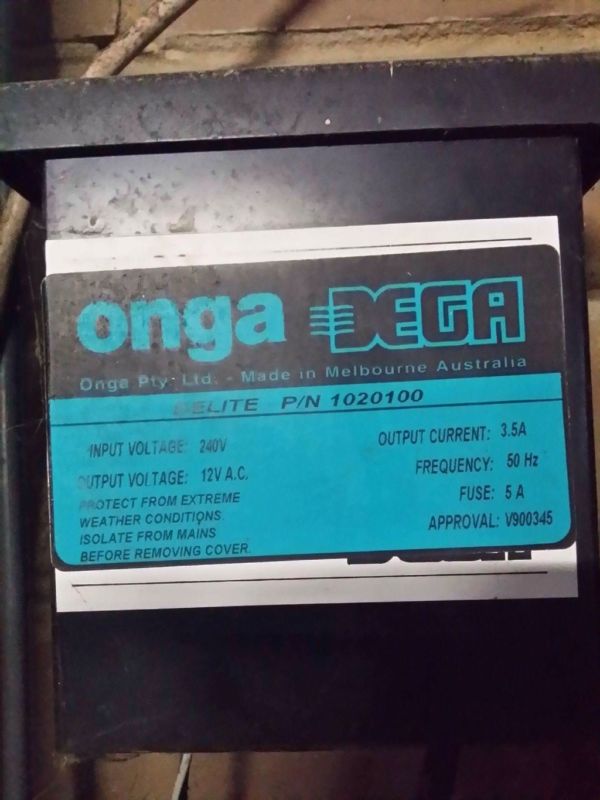 onga DEGA
Onga Pty. Ltd. - Made in Melbourne Australia
DELITE P/N 1020100
INPUT VOLTAGE: 240V
OUTPUT VOLTAGE: 12V A.C.
PROTECT FROM EXTREME
WEATHER CONDITIONS.
ISOLATE FROM MAINS
BEFORE REMOVING COVER.
OUTPUT CURRENT: 3.5A
FREQUENCY: 50 Hz
FUSE: 5 A
APPROVAL: V900345